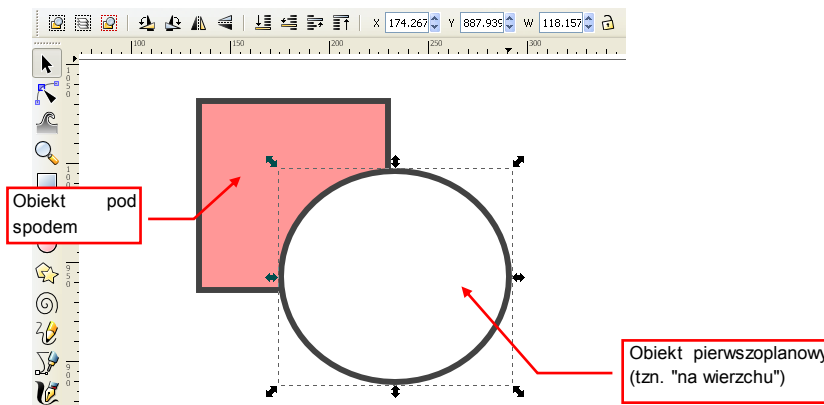 X 174.267 Y 887.939 W 118.157
100 150 200 250 300
Obiekt pod
spodem
Obiekt pierwszoplanowy
(tzn. "na wierzchu")